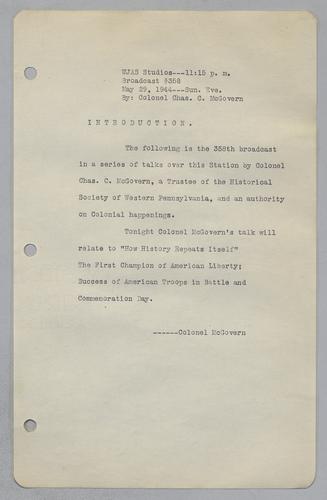 WJAS Studios---11:15 p. m.
Broadcast #358
May 29, 1944---Sun. Eve.
By: Colonel Chas. C. McGovern
I N T R O D U C T I O N .
The following is the 358th broadcast
in a series of talks over this Station by Colonel
Chas. C. McGovern, a Trustee of the Historical
Society of Western Pennsylvania, and an authority
on Colonial happenings.
Tonight Colonel McGovern's talk will
relate to "How History Repeats Itself"
The First Champion of American Liberty;
Success of American Troops in Battle and
Commemoration Day.
------Colonel McGovern